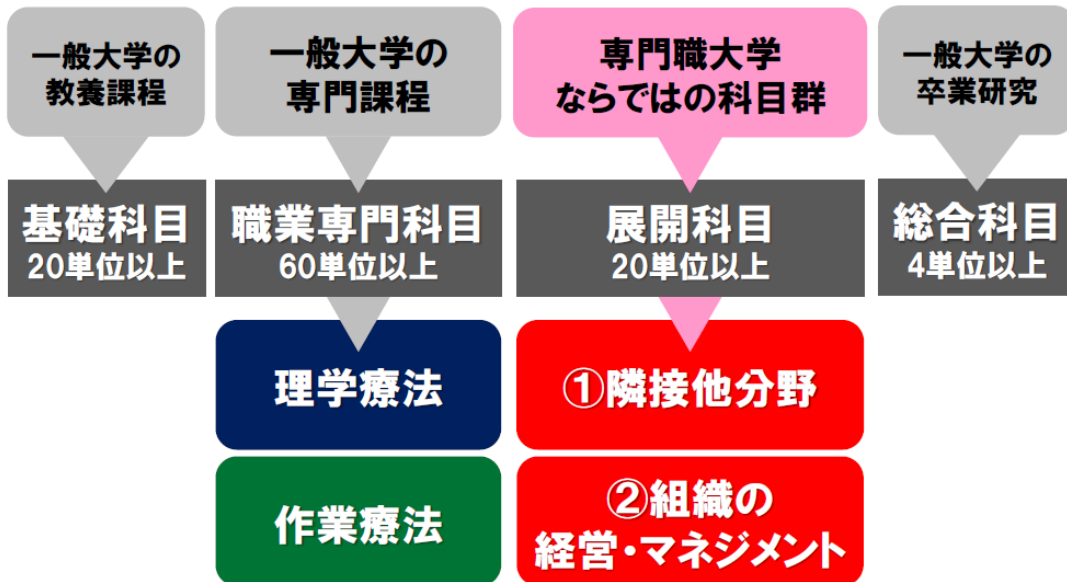 一般大学の
教養課程
一般大学の
専門課程
専門職大学
ならではの科目群
一般大学の
卒業研究
基礎科目
20単位以上
職業専門科目
60単位以上
展開科目
20単位以上
総合科目
4単位以上
理学療法
①隣接他分野
作業療法
②組織の
経営・マネジメント